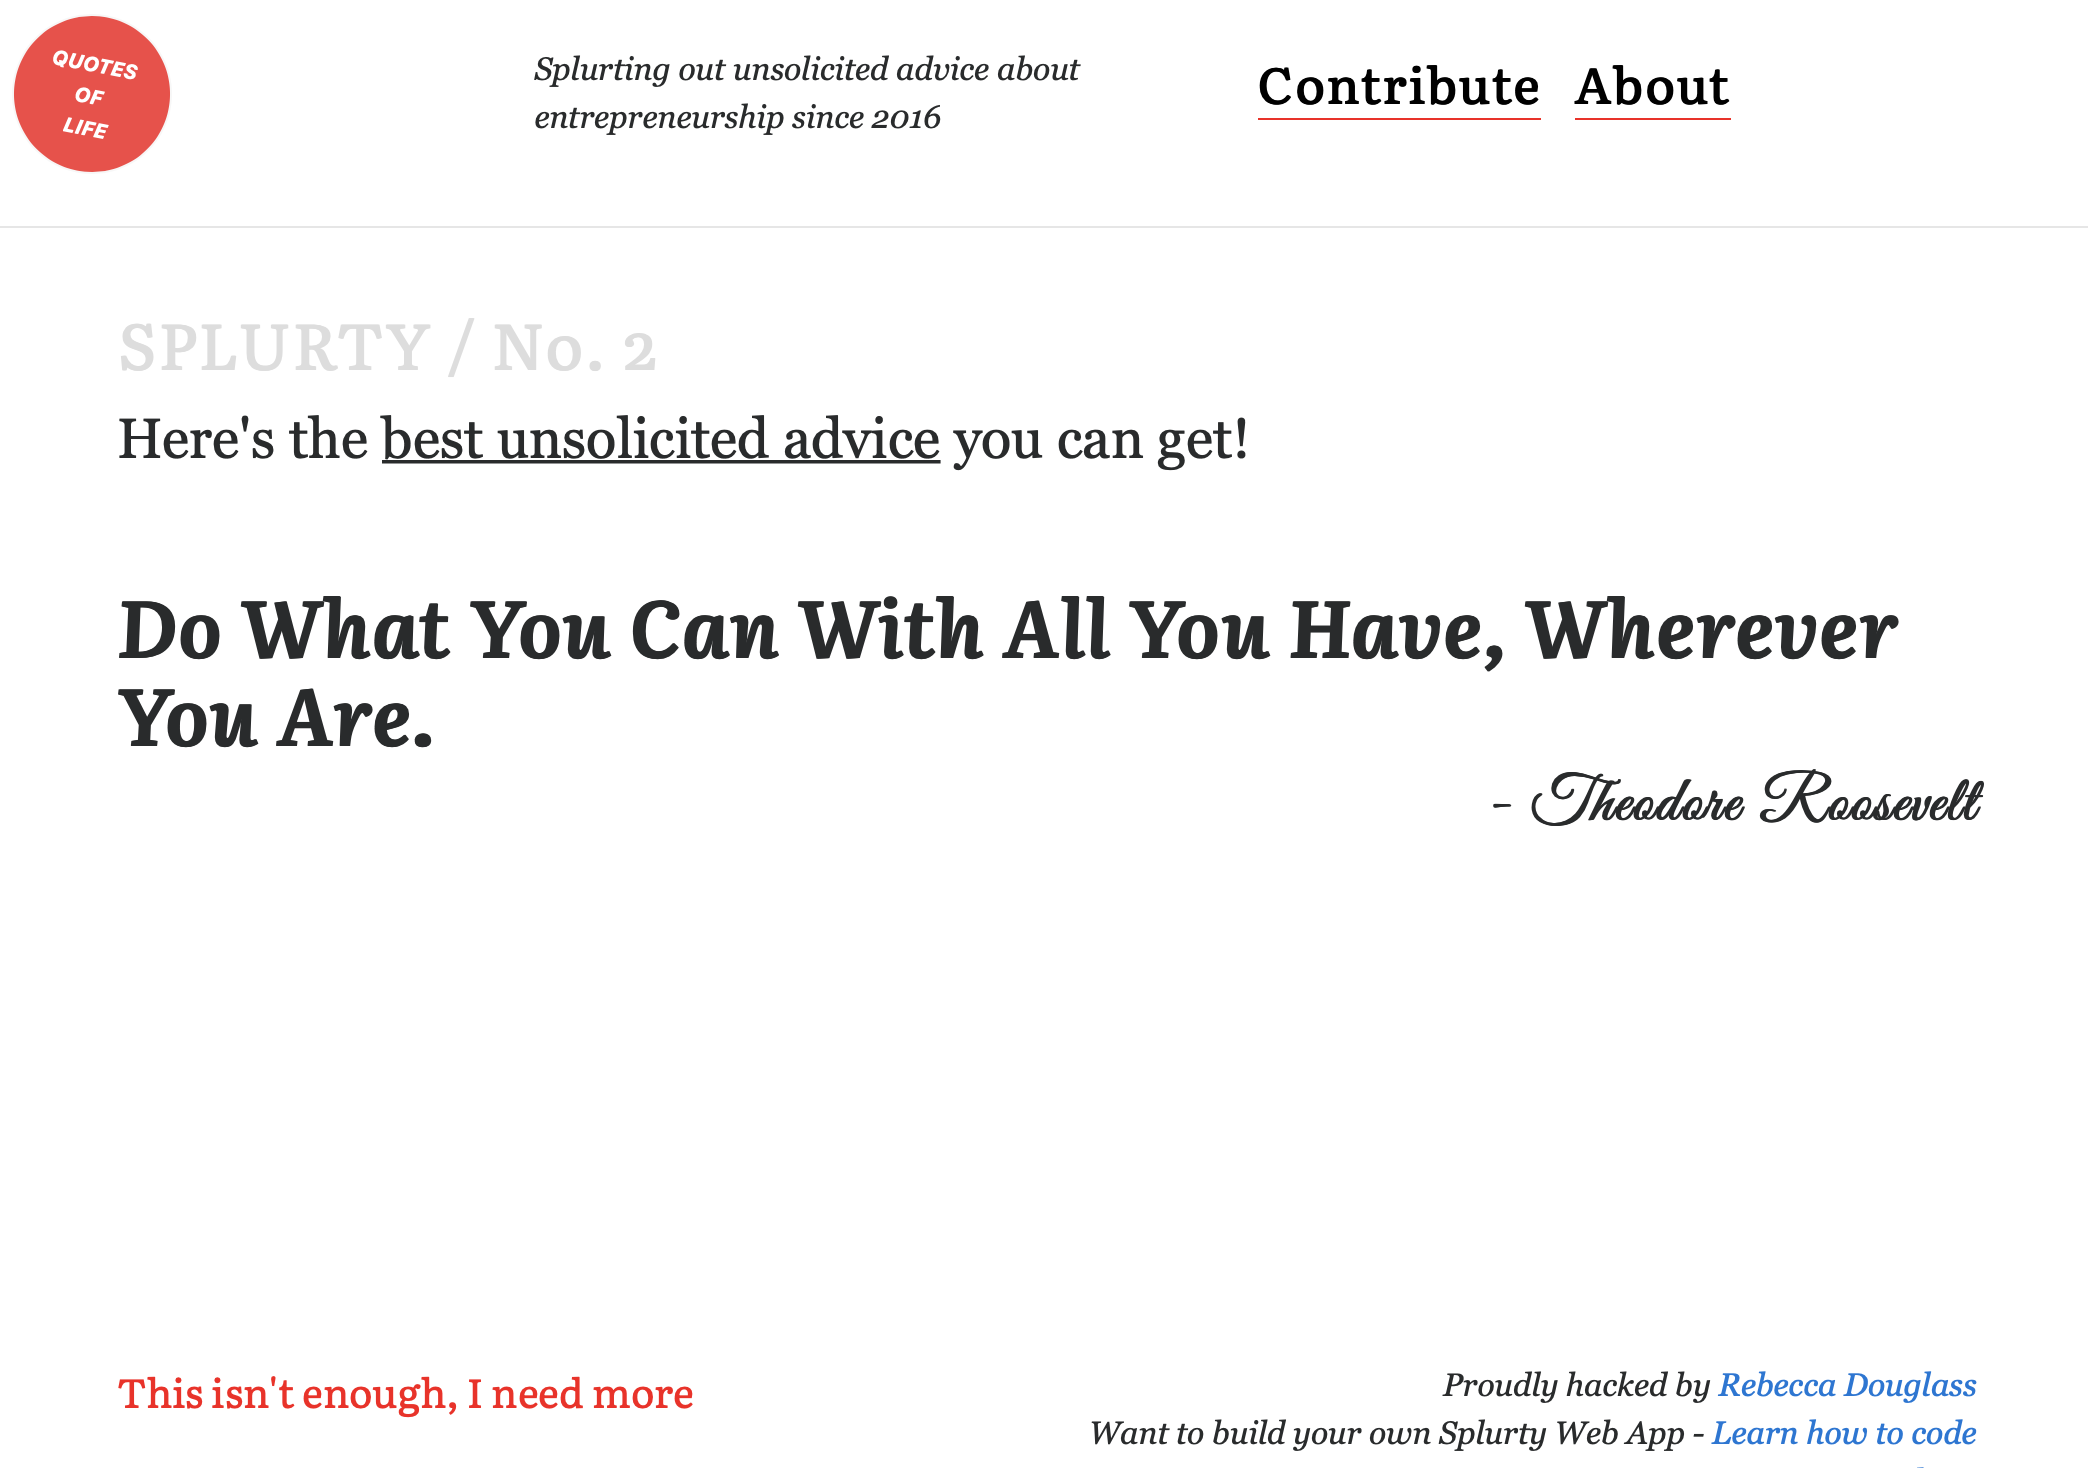 QUOTES
OF
LIFE
Splurting out unsolicited advice about
entrepreneurship since 2016
Contribute About
SPLURTY / No. 2
Here's the best unsolicited advice you can get!
Do What You Can With All You Have, Wherever
You Are.
- Theodore Roosevelt
This isn't enough, I need more
Proudly hacked by Rebecca Douglass
Want to build your own Splurty Web App - Learn how to code